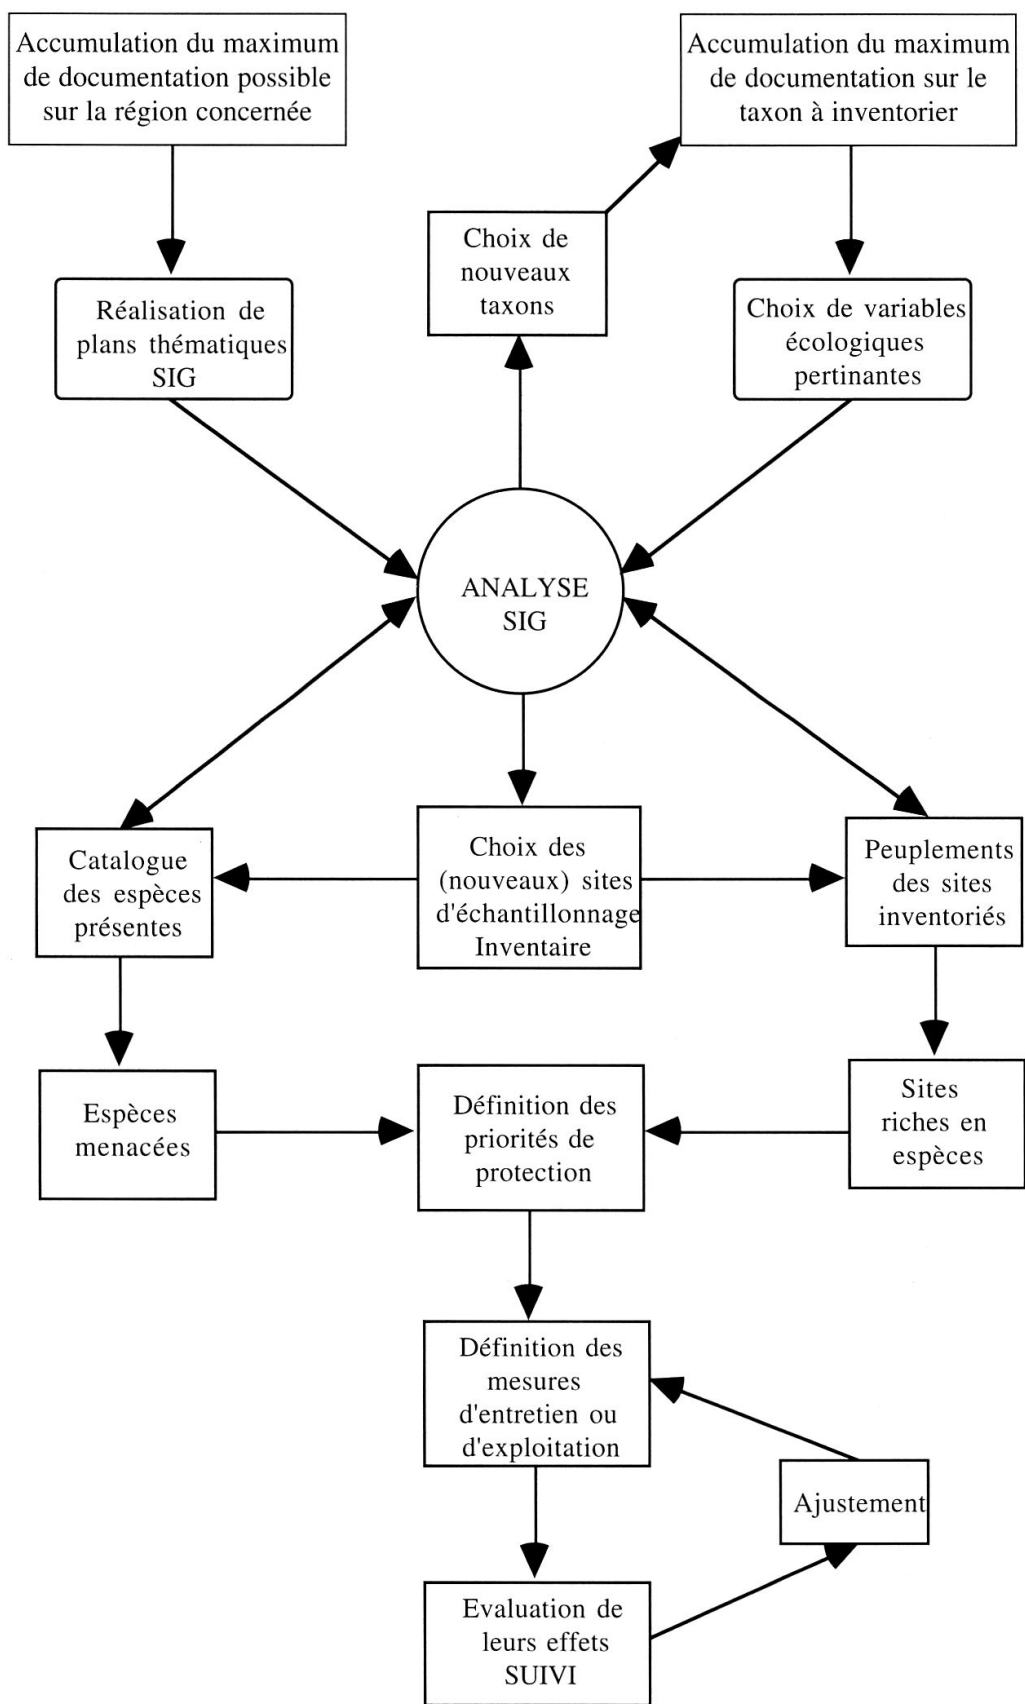 Accumulation du maximum
de documentation possible
sur la région concernée
Accumulation du maximum
de documentation sur le
taxon à inventorier
Choix de
nouveaux
taxons
Réalisation de
plans thématiques
SIG
Choix de variables
écologiques
pertinantes
ANALYSE
SIG
Catalogue
des espèces
présentes
Choix des
(nouveaux) sites
d'échantillonnage
Inventaire
Peuplements
des sites
inventoriés
Espèces
menacées
Définition des
priorités de
protection
Sites
riches en
espèces
Définition des
mesures
d'entretien ou
d'exploitation
Ajustement
Evaluation de
leurs effets
SUIVI